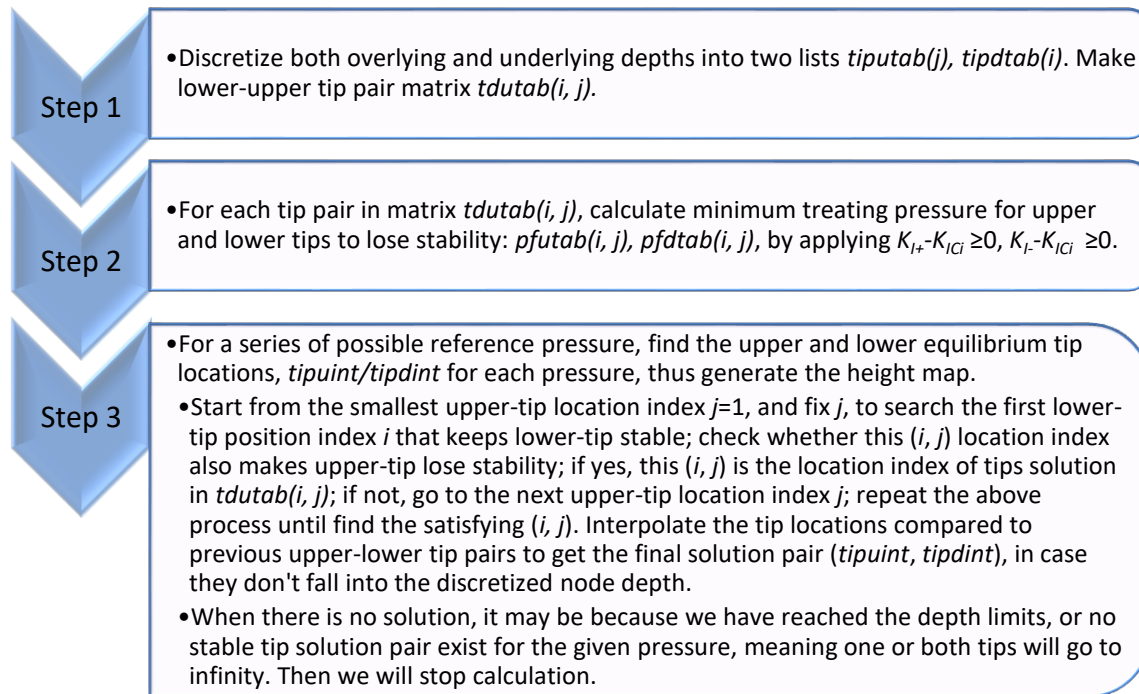 Step 1
•Discretize both overlying and underlying depths into two lists tiputab(j), tipdtab(i). Make
lower-upper tip pair matrix tdutab(i, j).
Step 2
•For each tip pair in matrix tdutab(i, j), calculate minimum treating pressure for upper
and lower tips to lose stability: pfutab(i, j), pfdtab(i, j), by applying K_{I+}-K_{ICi} ≥0, K_{I-}-K_{ICi} ≥0.
Step 3
•For a series of possible reference pressure, find the upper and lower equilibrium tip
locations, tipuint/tipdint for each pressure, thus generate the height map.
•Start from the smallest upper-tip location index j=1, and fix j, to search the first lower-
tip position index i that keeps lower-tip stable; check whether this (i, j) location index
also makes upper-tip lose stability; if yes, this (i, j) is the location index of tips solution
in tdutab(i, j); if not, go to the next upper-tip location index j; repeat the above
process until find the satisfying (i, j). Interpolate the tip locations compared to
previous upper-lower tip pairs to get the final solution pair (tipuint, tipdint), in case
they don't fall into the discretized node depth.
•When there is no solution, it may be because we have reached the depth limits, or no
stable tip solution pair exist for the given pressure, meaning one or both tips will go to
infinity. Then we will stop calculation.